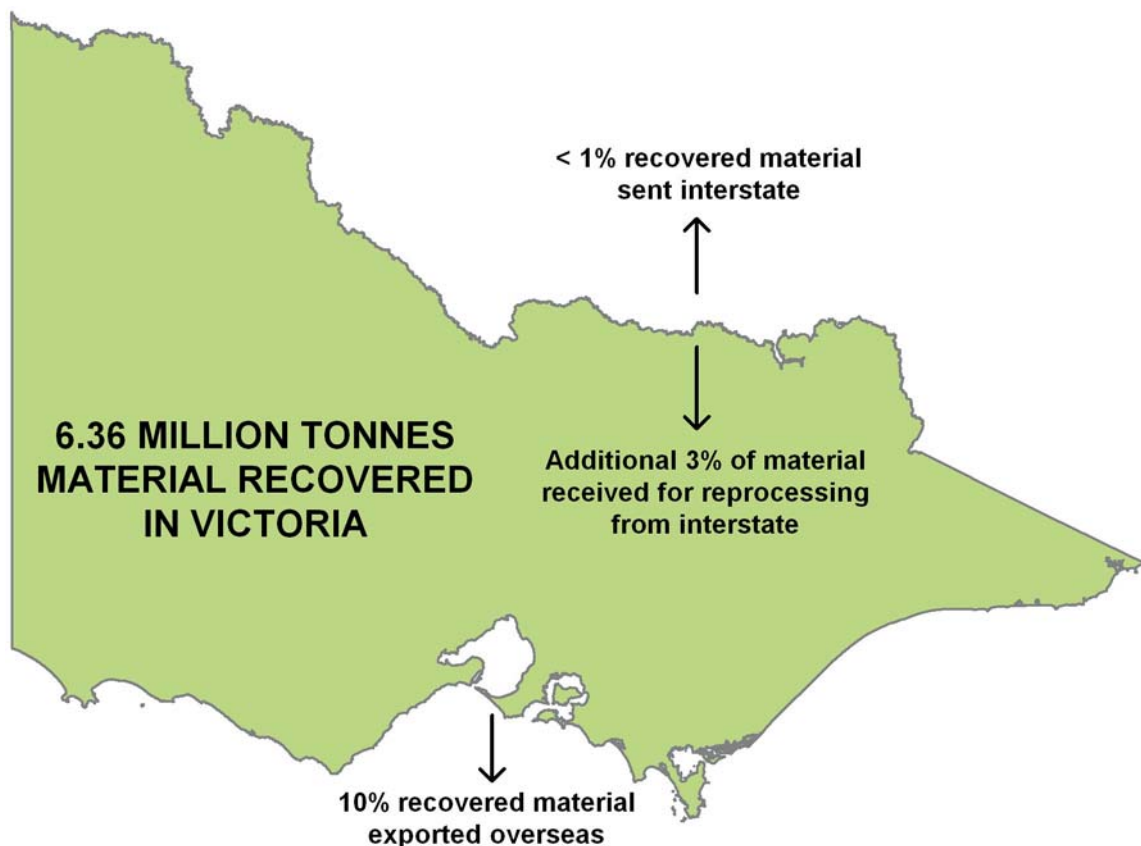 < 1% recovered material
sent interstate
6.36 MILLION TONNES
MATERIAL RECOVERED
IN VICTORIA
Additional 3% of material
received for reprocessing
from interstate
10% recovered material
exported overseas